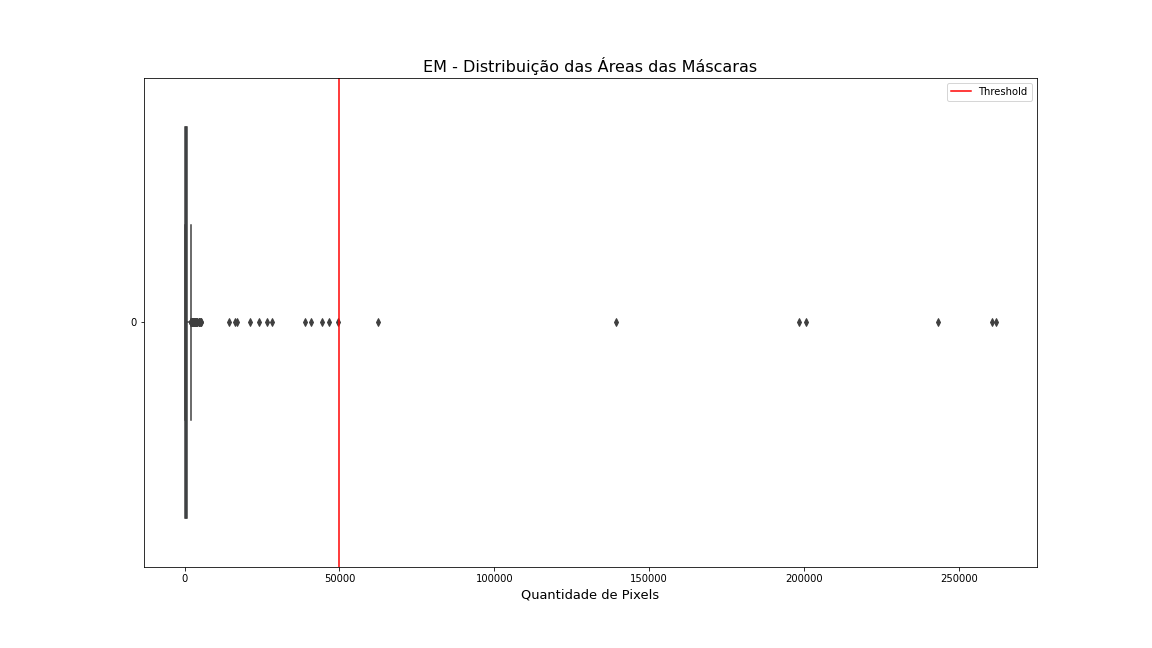 EM - Distribuição das Áreas das Máscaras
Threshold
0
0 50000 100000 150000 200000 250000
Quantidade de Pixels